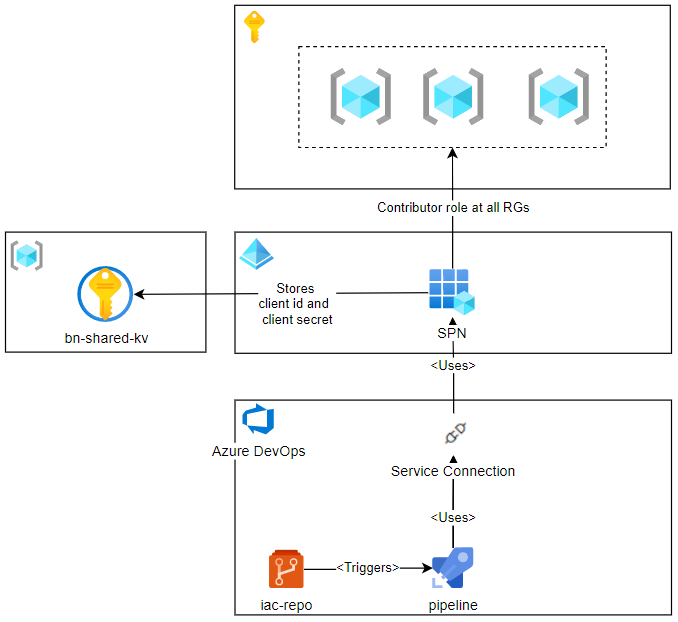 Contributor role at all RGs
Stores
client id and
client secret
bn-shared-kv
SPN
<Uses>
Azure DevOps
Service Connection
<Uses>
<Triggers>
iac-repo
pipeline